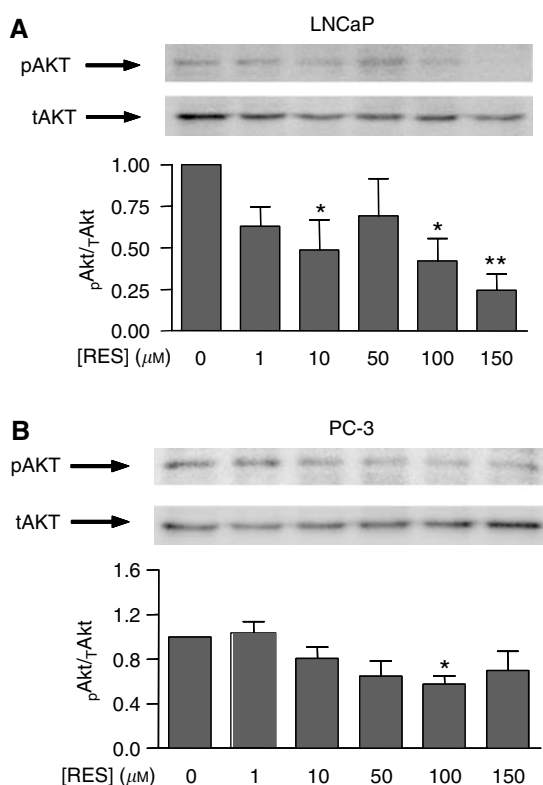 A
LNCaP
pAKT
tAKT
1.00
0.75
0.50
0.25
0.00
pAkt/TAkt
*
*
**
[RES] (µM) 0 1 10 50 100 150
B
PC-3
pAKT
tAKT
1.6
1.2
0.8
0.4
0.0
pAkt/TAkt
*
[RES] (µM) 0 1 10 50 100 150